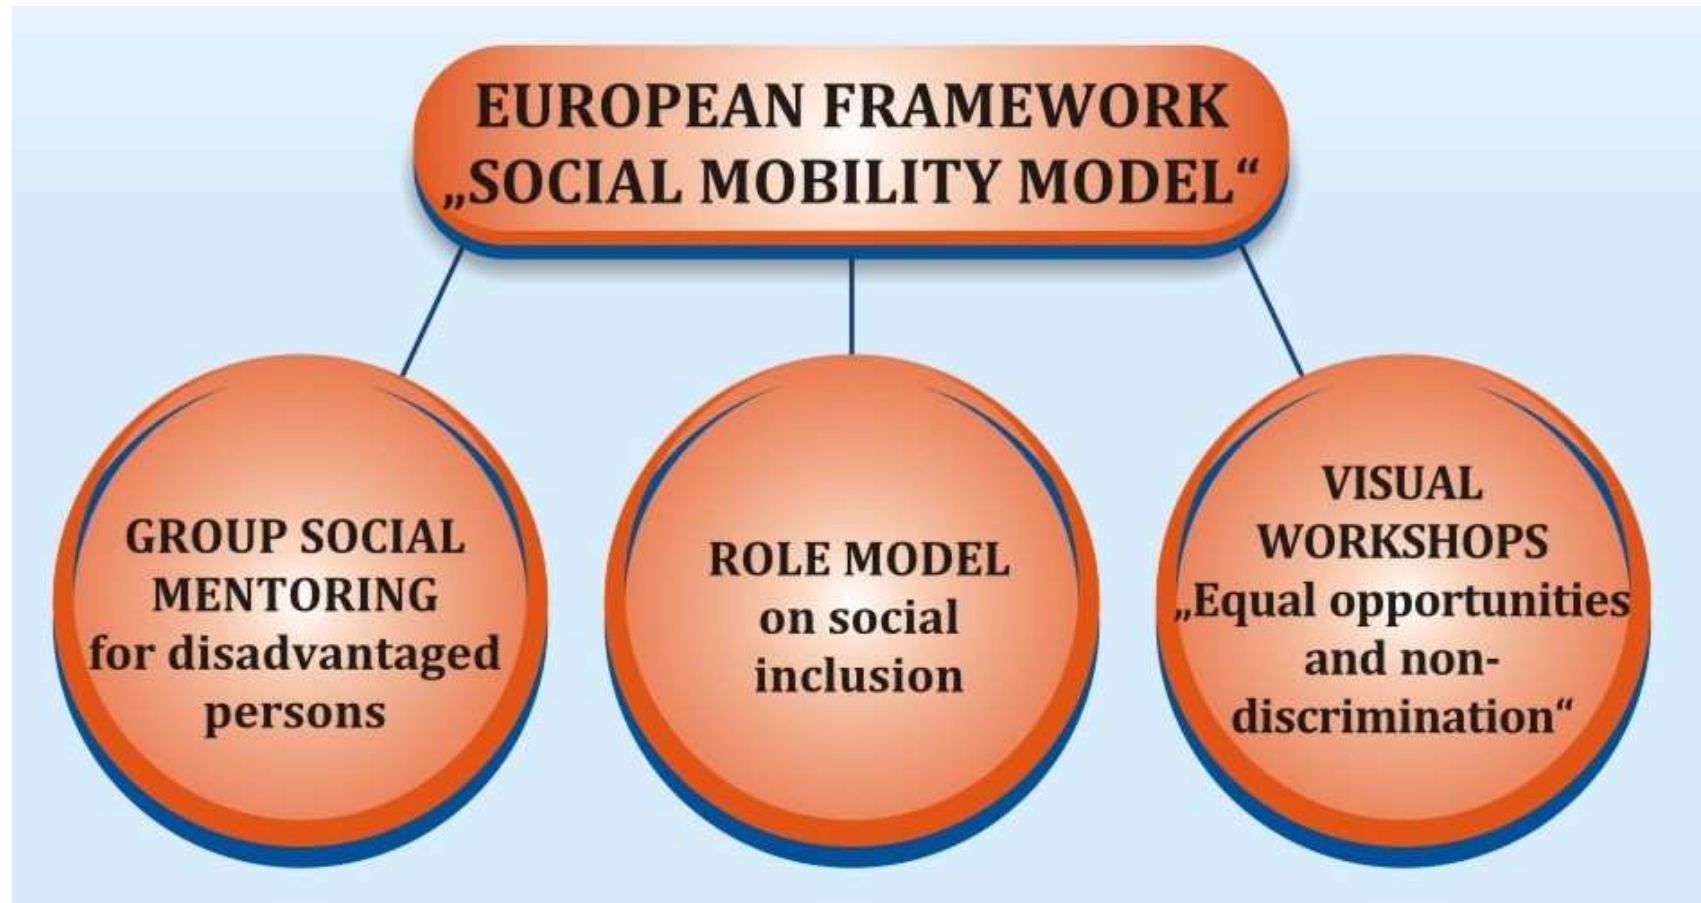 EUROPEAN FRAMEWORK
„SOCIAL MOBILITY MODEL“
GROUP SOCIAL
MENTORING
for disadvantaged
persons
ROLE MODEL
on social
inclusion
VISUAL
WORKSHOPS
„Equal opportunities
and non-
discrimination“